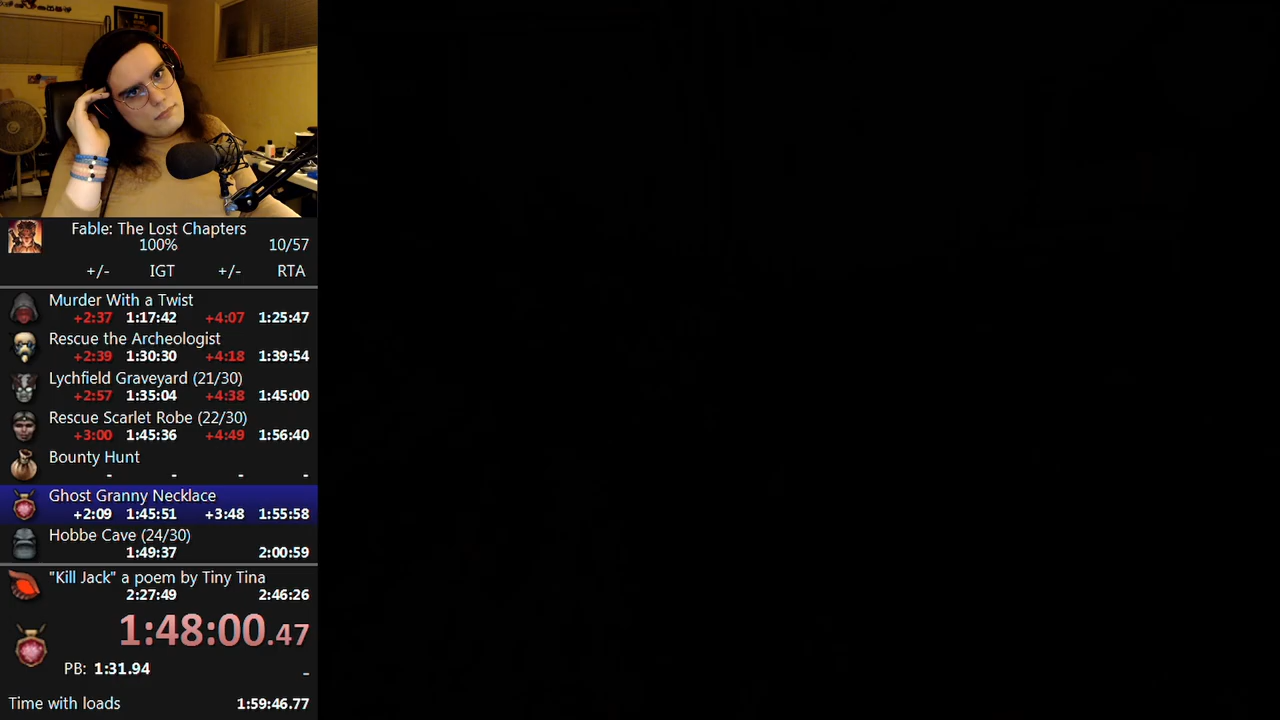 Fable: The Lost Chapters
100% 10/57
+/- IGT +/- RTA
Murder With a Twist
+2:37 1:17:42 +4:07 1:25:47
Rescue the Archeologist
+2:39 1:30:30 +4:18 1:39:54
Lychfield Graveyard (21/30)
+2:57 1:35:04 +4:38 1:45:00
Rescue Scarlet Robe (22/30)
+3:00 1:45:36 +4:49 1:56:40
Bounty Hunt
- - - -
Ghost Granny Necklace
+2:09 1:45:51 +3:48 1:55:58
Hobbe Cave (24/30)
1:49:37 2:00:59
"Kill Jack" a poem by Tiny Tina
2:27:49 2:46:26
1:48:00.47
PB: 1:31.94 -
Time with loads 1:59:46.77